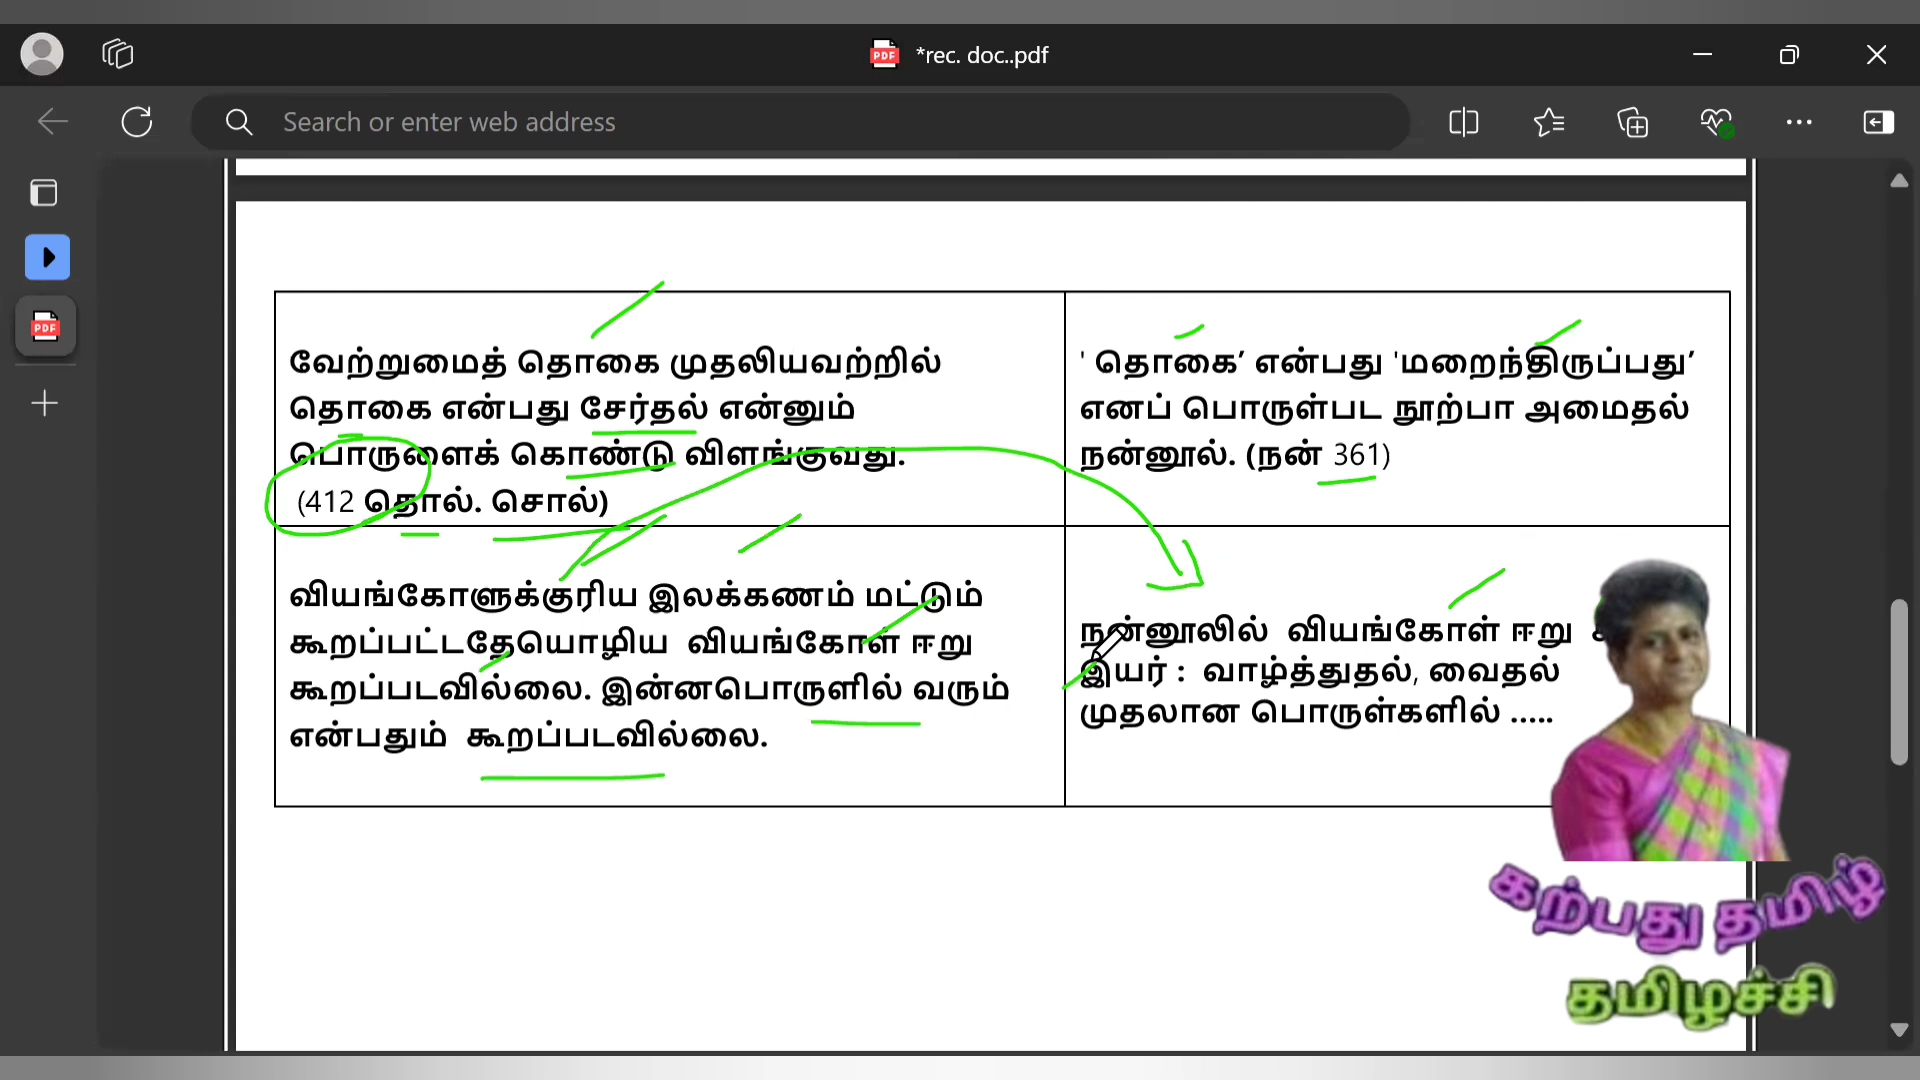 *rec. doc..pdf
Search or enter web address
வேற்றுமைத் தொகை முதலியவற்றில்
தொகை என்பது சேர்தல் என்னும்
பொருளைக் கொண்டு விளங்குவது.
(412 தொல். சொல்)
' தொகை’ என்பது 'மறைந்திருப்பது’
எனப் பொருள்பட நூற்பா அமைதல்
நன்னூல். (நன் 361)
வியங்கோளுக்குரிய இலக்கணம் மட்டும்
கூறப்பட்டதேயொழிய வியங்கோள் ஈறு
கூறப்படவில்லை. இன்னபொருளில் வரும்
என்பதும் கூறப்படவில்லை.
நன்னூலில் வியங்கோள் ஈறு
இயர் : வாழ்த்துதல், வைதல்
முதலான பொருள்களில் .....
கற்பது தமிழ்
தமிழச்சி